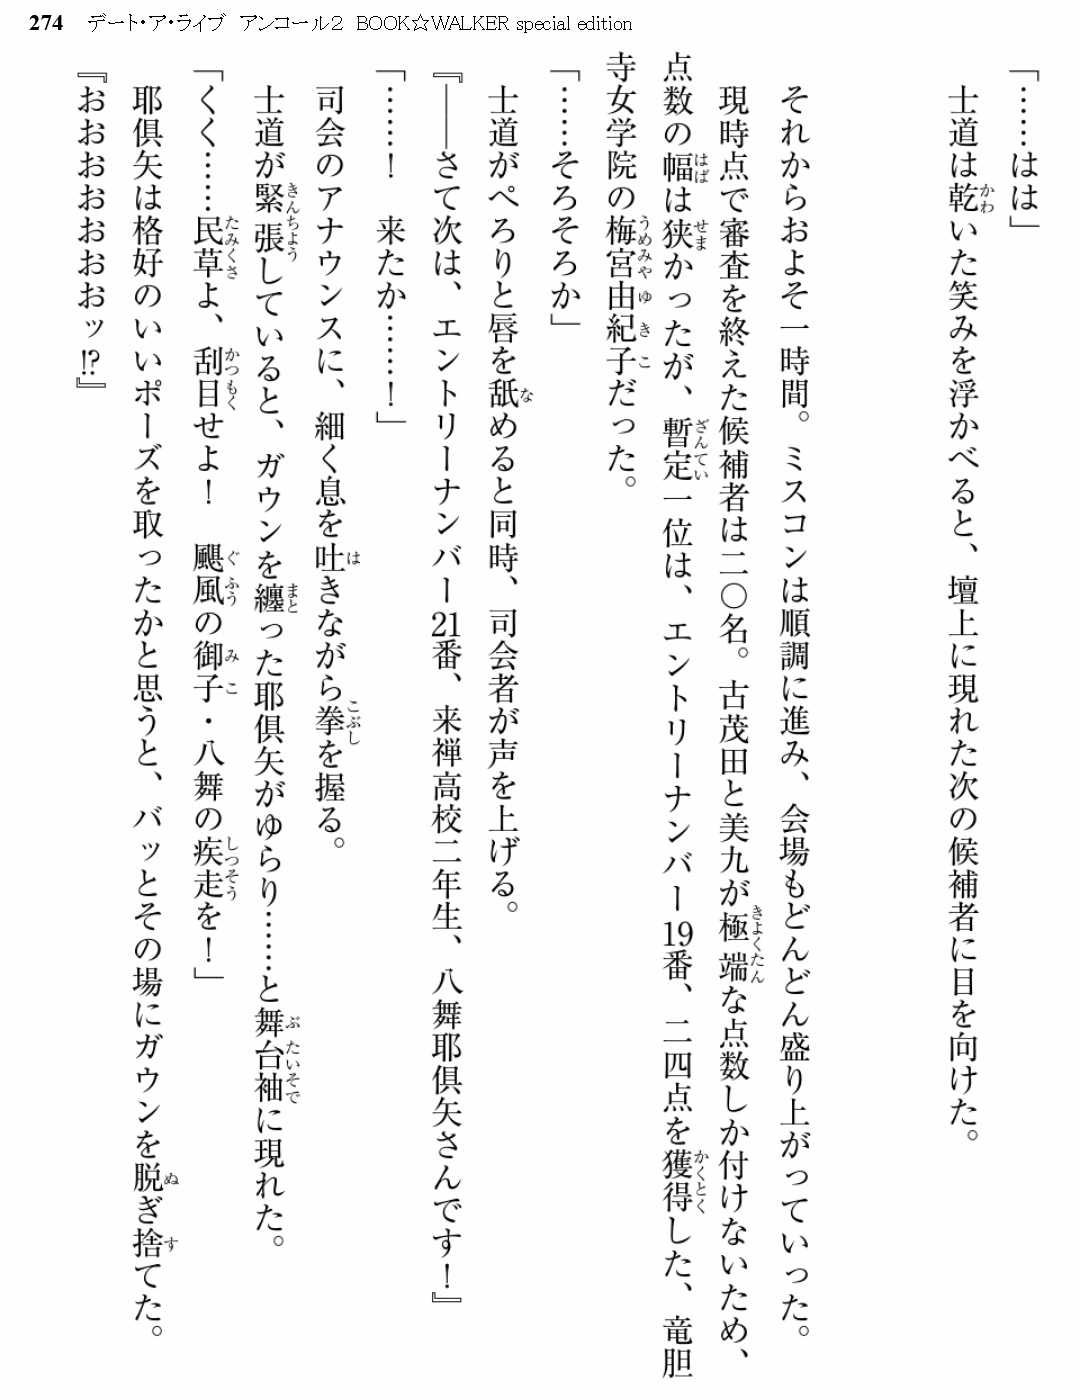 274 デート・ア・ライブ アンコール2 BOOK☆WALKER special edition
「……はは」
士道は乾いた笑みを浮かべると、壇上に現れた次の候補者に目を向けた。
それからおよそ一時間。ミスコンは順調に進み、会場もどんどん盛り上がっていった。
現時点で審査を終えた候補者は二〇名。古茂田と美九が極端な点数しか付けないため、
点数の幅は狭かったが、暫定一位は、エントリーナンバー19番、二四点を獲得した、竜胆
寺女学院の梅宮由紀子だった。
「……そろそろか」
士道がぺろりと唇を舐めると同時、司会者が声を上げる。
『――さて次は、エントリーナンバー21番、来禅高校二年生、八舞耶倶矢さんです！』
「……！　来たか……！」
司会のアナウンスに、細く息を吐きながら拳を握る。
士道が緊張していると、ガウンを纏った耶倶矢がゆらり……と舞台袖に現れた。
「くく……民草よ、刮目せよ！　颶風の御子・八舞の疾走を！」
耶倶矢は格好のいいポーズを取ったかと思うと、バッとその場にガウンを脱ぎ捨てた。
『おおおおおおおッ!?』